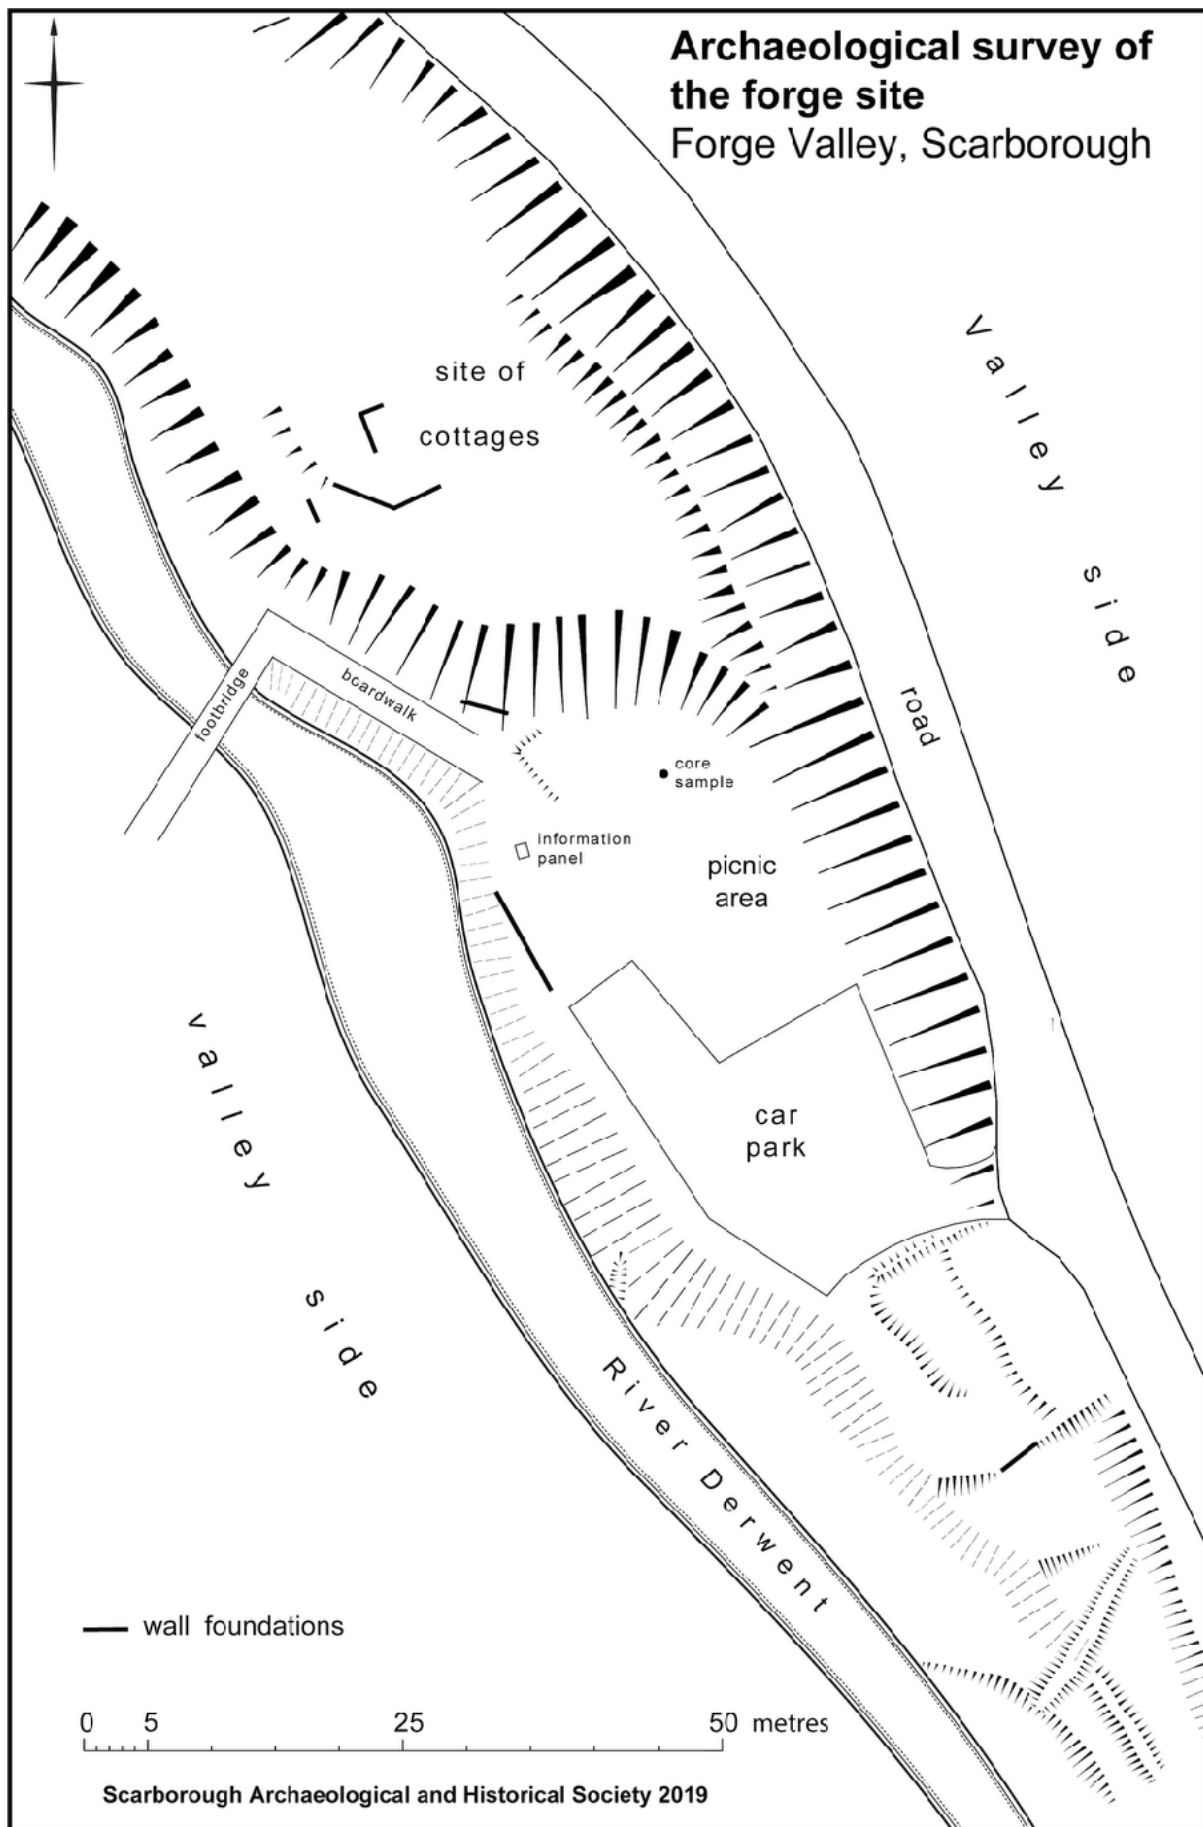 Archaeological survey of
the forge site
Forge Valley, Scarborough
valley side
site of
cottages
road
footbridge
boardwalk
core
sample
information
panel
picnic
area
valley side
car
park
River Derwent
wall foundations
0 5 25 50 metres
Scarborough Archaeological and Historical Society 2019